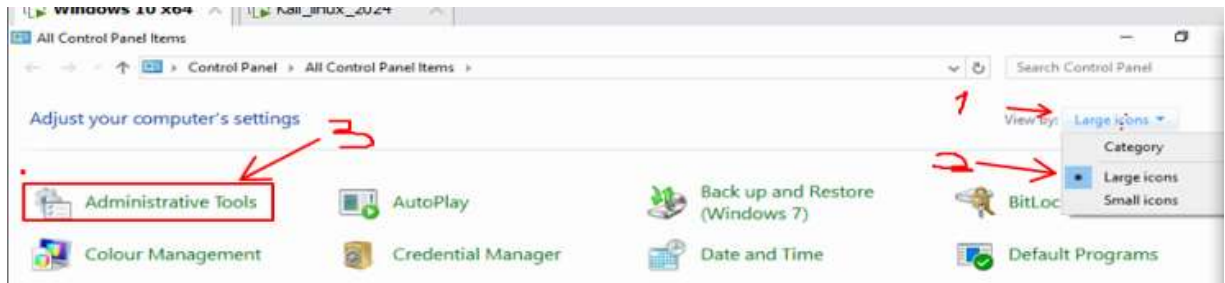 Windows 10 x64
Kali_linux_2024
All Control Panel Items
Control Panel > All Control Panel Items >
Search Control Panel
Adjust your computer's settings
3
1
View by: Large icons
Category
2
Large icons
Small icons
Administrative Tools
AutoPlay
Back up and Restore
(Windows 7)
BitLoc
Colour Management
Credential Manager
Date and Time
Default Programs